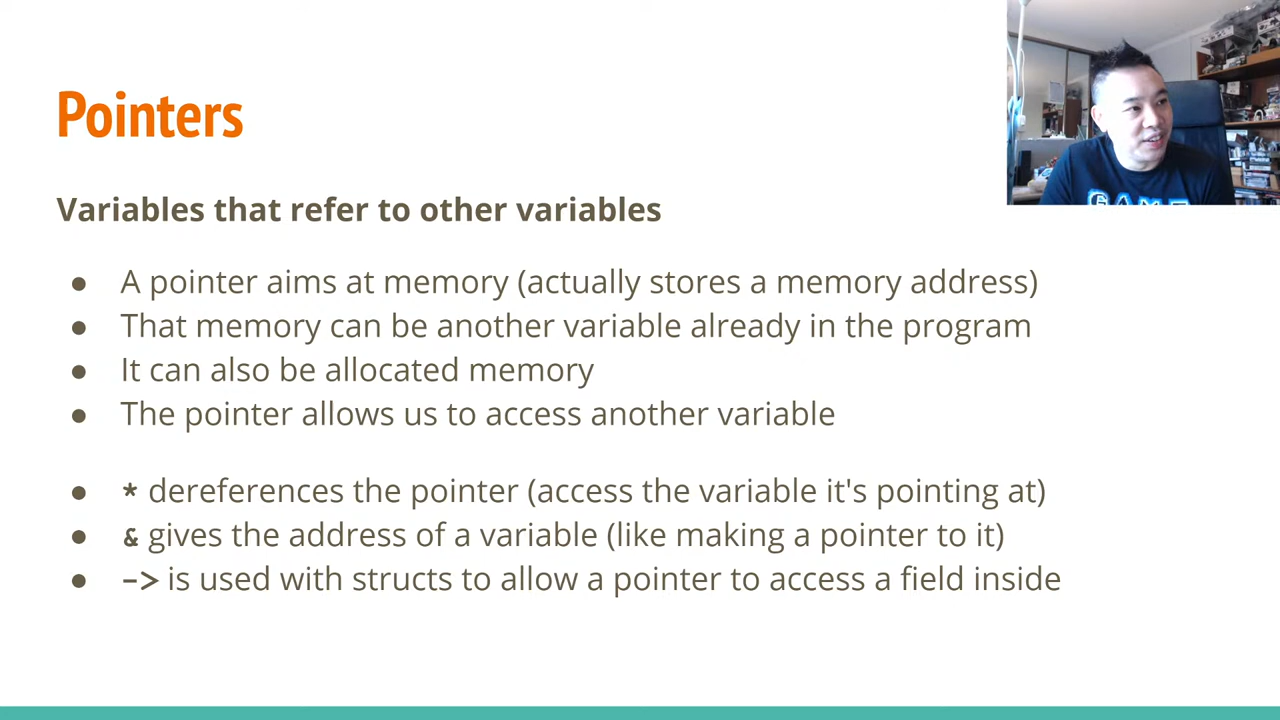 Pointers
Variables that refer to other variables
● A pointer aims at memory (actually stores a memory address)
● That memory can be another variable already in the program
● It can also be allocated memory
● The pointer allows us to access another variable
● * dereferences the pointer (access the variable it's pointing at)
● & gives the address of a variable (like making a pointer to it)
● -> is used with structs to allow a pointer to access a field inside
GAME